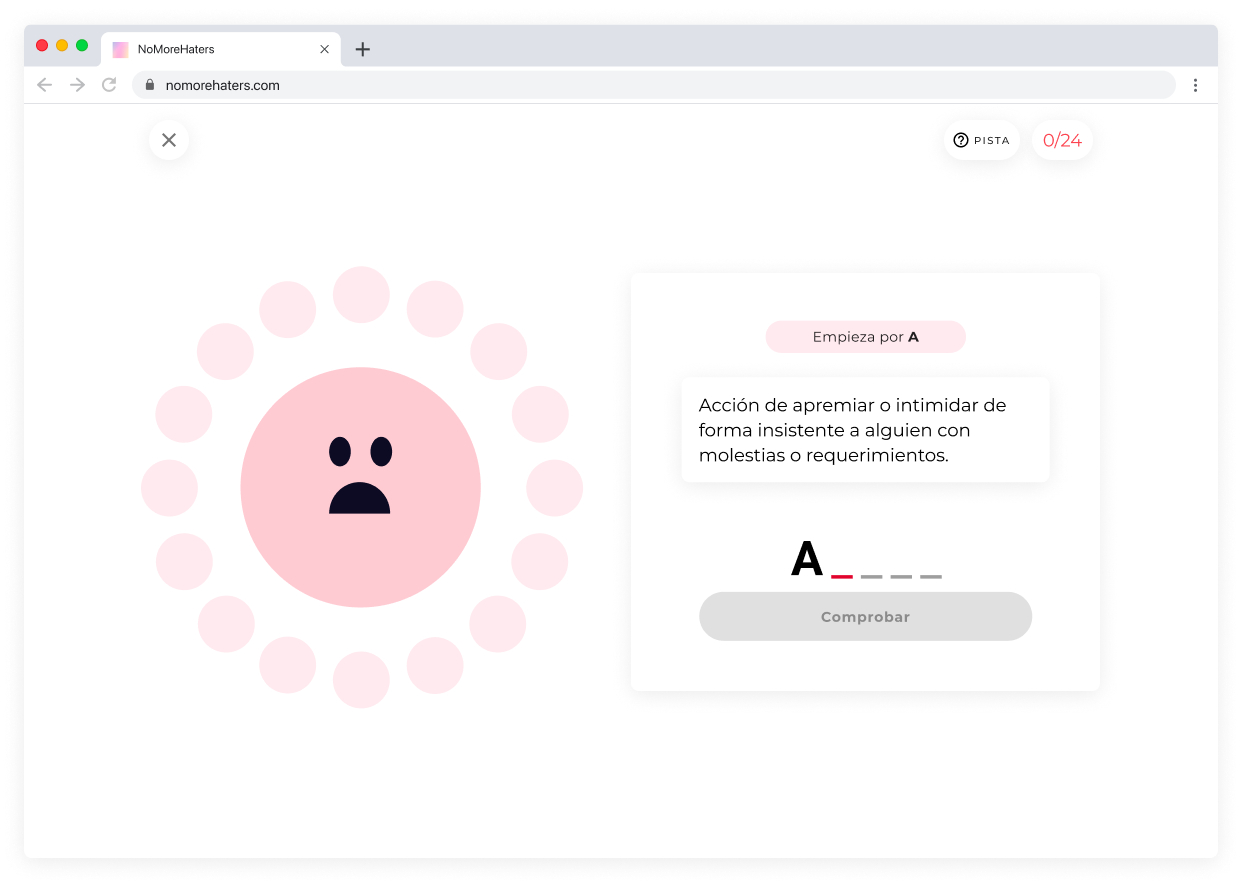 NoMoreHaters
nomorehaters.com
PISTA
0/24
Empieza por A
Acción de apremiar o intimidar de
forma insistente a alguien con
molestias o requerimientos.
A _ _ _ _
Comprobar